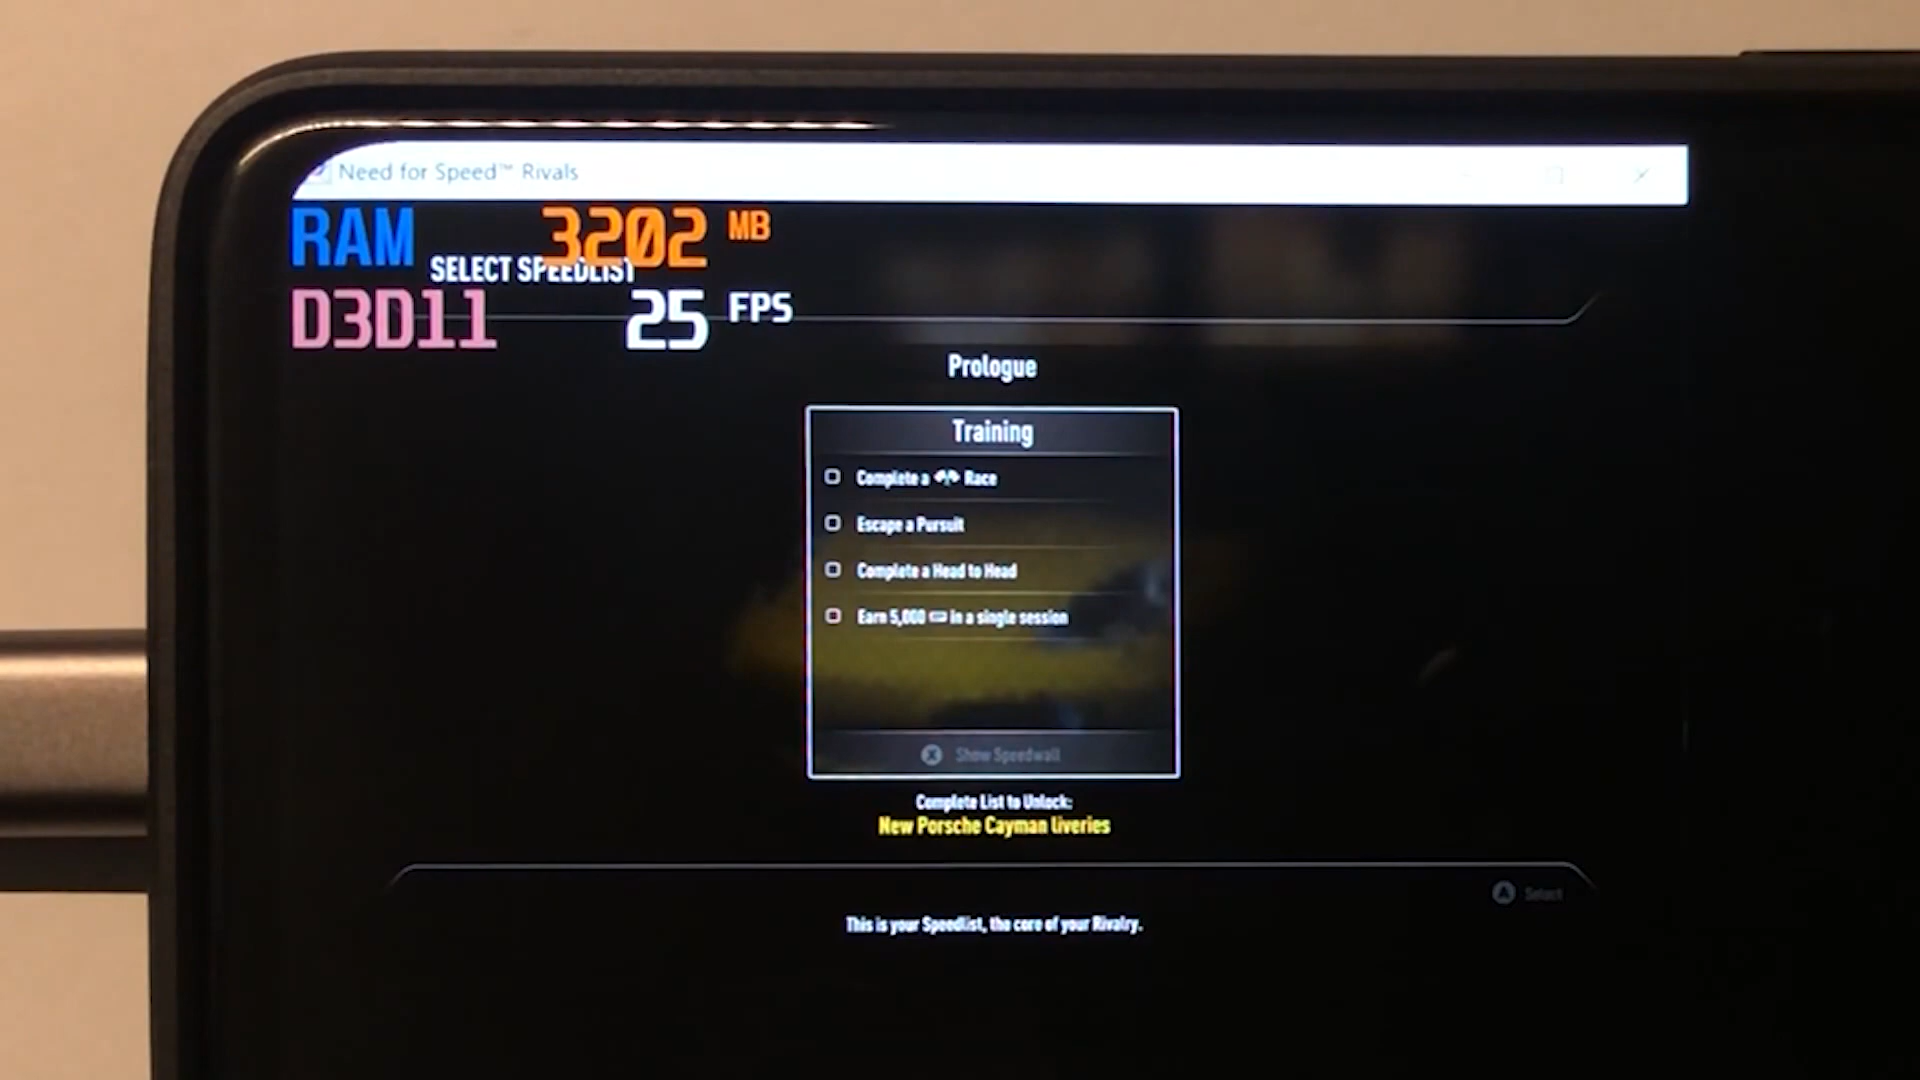 Need for Speed™ Rivals
RAM 3202 MB
SELECT SPEEDLIST
D3D11 25 FPS
Prologue
Training
Complete a Race
Escape a Pursuit
Complete a Head to Head
Earn 5,000 in a single session
X Show Speedwall
Complete List to Unlock:
New Porsche Cayman liveries
A Select
This is your Speedlist, the core of your Rivalry.